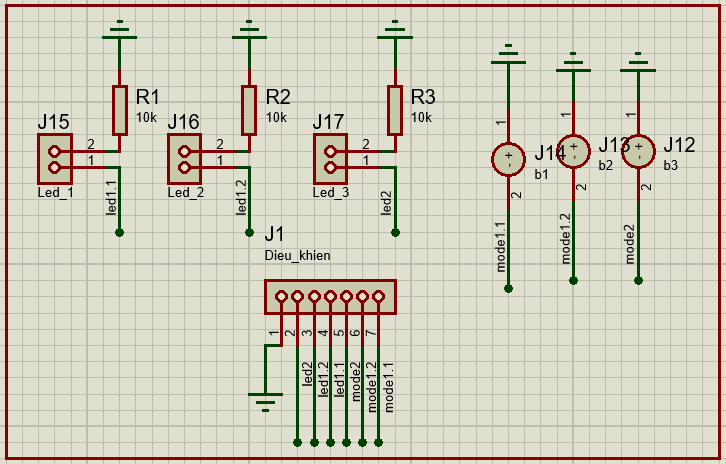 R1
10k
R2
10k
R3
10k
J15
2
1
Led_1
led1.1
J16
2
1
Led_2
led1.2
J17
2
1
Led_3
led2
1
+
-
J14
b1
2
mode1.1
1
+
-
J13
b2
2
mode1.2
1
+
-
J12
b3
2
mode2
J1
Dieu_khien
1
2
3
4
5
6
7
led2
led1.2
led1.1
mode2
mode1.2
mode1.1